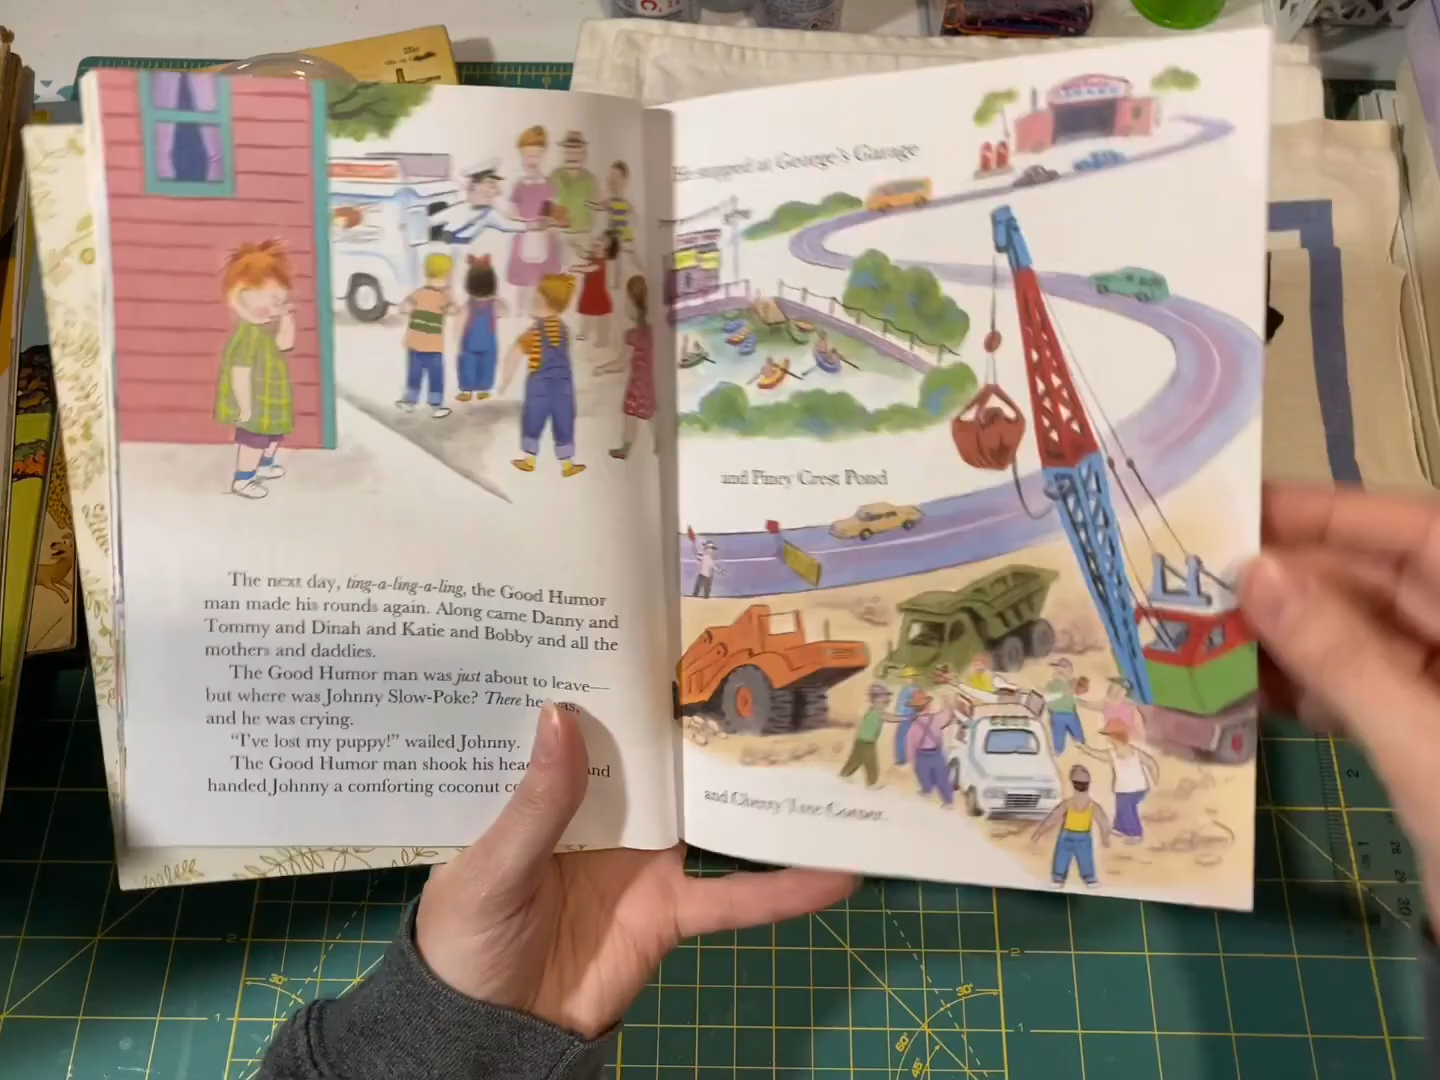 The next day, ting-a-ling-a-ling, the Good Humor
man made his rounds again. Along came Danny and
Tommy and Dinah and Katie and Bobby and all the
mothers and daddies.
The Good Humor man was just about to leave—
but where was Johnny Slow-Poke? There he was,
and he was crying.
“I’ve lost my puppy!” wailed Johnny.
The Good Humor man shook his head and
handed Johnny a comforting coconut
He stopped at George’s Garage
and Piney Crest Pond
and Cherry Lane Corner.